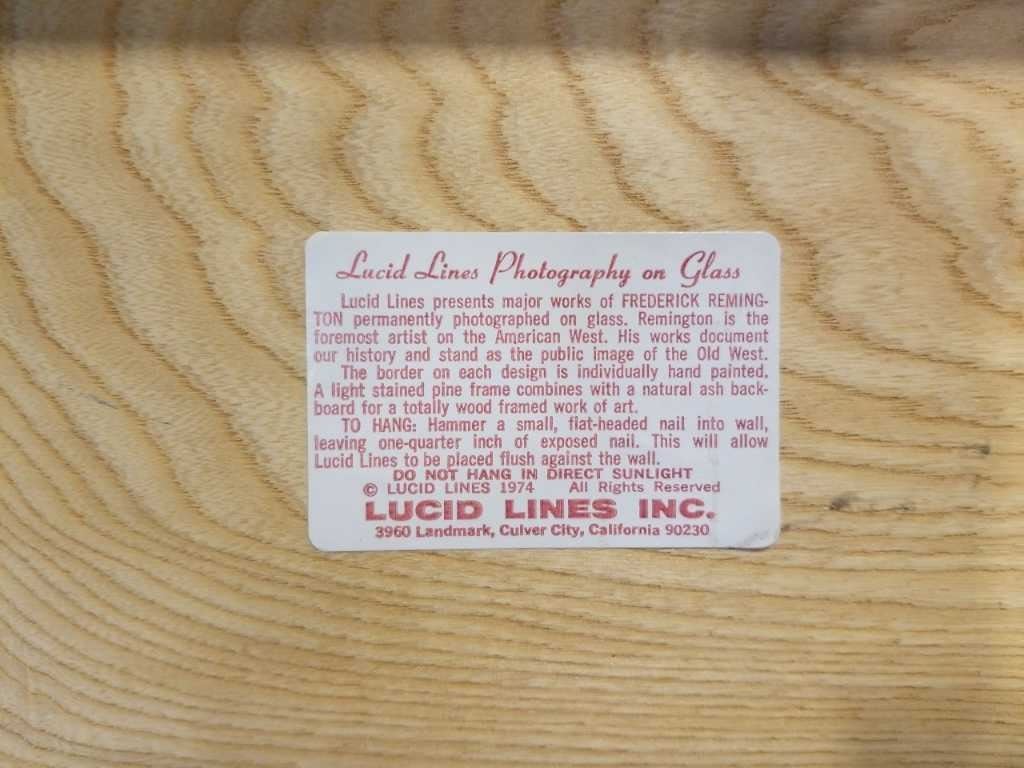 Lucid Lines Photography on Glass
Lucid Lines presents major works of FREDERICK REMING-
TON permanently photographed on glass. Remington is the
foremost artist on the American West. His works document
our history and stand as the public image of the Old West.
The border on each design is individually hand painted.
A light stained pine frame combines with a natural ash back-
board for a totally wood framed work of art.
TO HANG: Hammer a small, flat-headed nail into wall,
leaving one-quarter inch of exposed nail. This will allow
Lucid Lines to be placed flush against the wall.
DO NOT HANG IN DIRECT SUNLIGHT
© LUCID LINES 1974 All Rights Reserved
LUCID LINES INC.
3960 Landmark, Culver City, California 90230